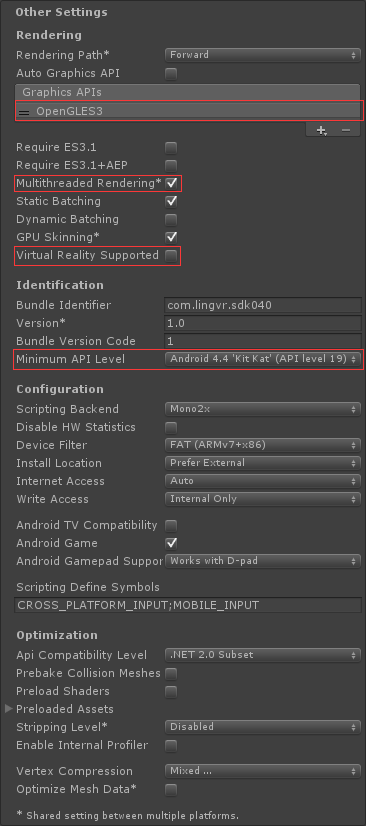 Other Settings
Rendering
Rendering Path* Forward
Auto Graphics API
Graphics APIs
OpenGLES3
Require ES3.1
Require ES3.1+AEP
Multithreaded Rendering*
Static Batching
Dynamic Batching
GPU Skinning*
Virtual Reality Supported
Identification
Bundle Identifier com.lingvr.sdk040
Version* 1.0
Bundle Version Code 1
Minimum API Level Android 4.4 'Kit Kat' (API level 19)
Configuration
Scripting Backend Mono2x
Disable HW Statistics
Device Filter FAT (ARMv7+x86)
Install Location Prefer External
Internet Access Auto
Write Access Internal Only
Android TV Compatibility
Android Game
Android Gamepad Suppor Works with D-pad
Scripting Define Symbols
CROSS_PLATFORM_INPUT;MOBILE_INPUT
Optimization
Api Compatibility Level .NET 2.0 Subset
Prebake Collision Meshes
Preload Shaders
Preloaded Assets
Stripping Level* Disabled
Enable Internal Profiler
Vertex Compression Mixed ...
Optimize Mesh Data*
* Shared setting between multiple platforms.